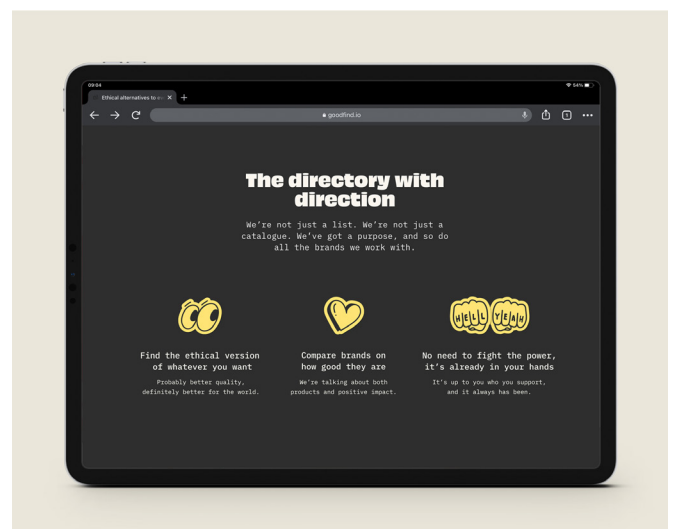 09:04
54%
Ethical alternatives to ev
goodfind.io
1
The directory with
direction
We're not just a list. We're not just a
catalogue. We've got a purpose, and so do
all the brands we work with.
HELL YEAH
Find the ethical version
of whatever you want
Probably better quality,
definitely better for the world.
Compare brands on
how good they are
We're talking about both
products and positive impact.
No need to fight the power,
it's already in your hands
It's up to you who you support,
and it always has been.